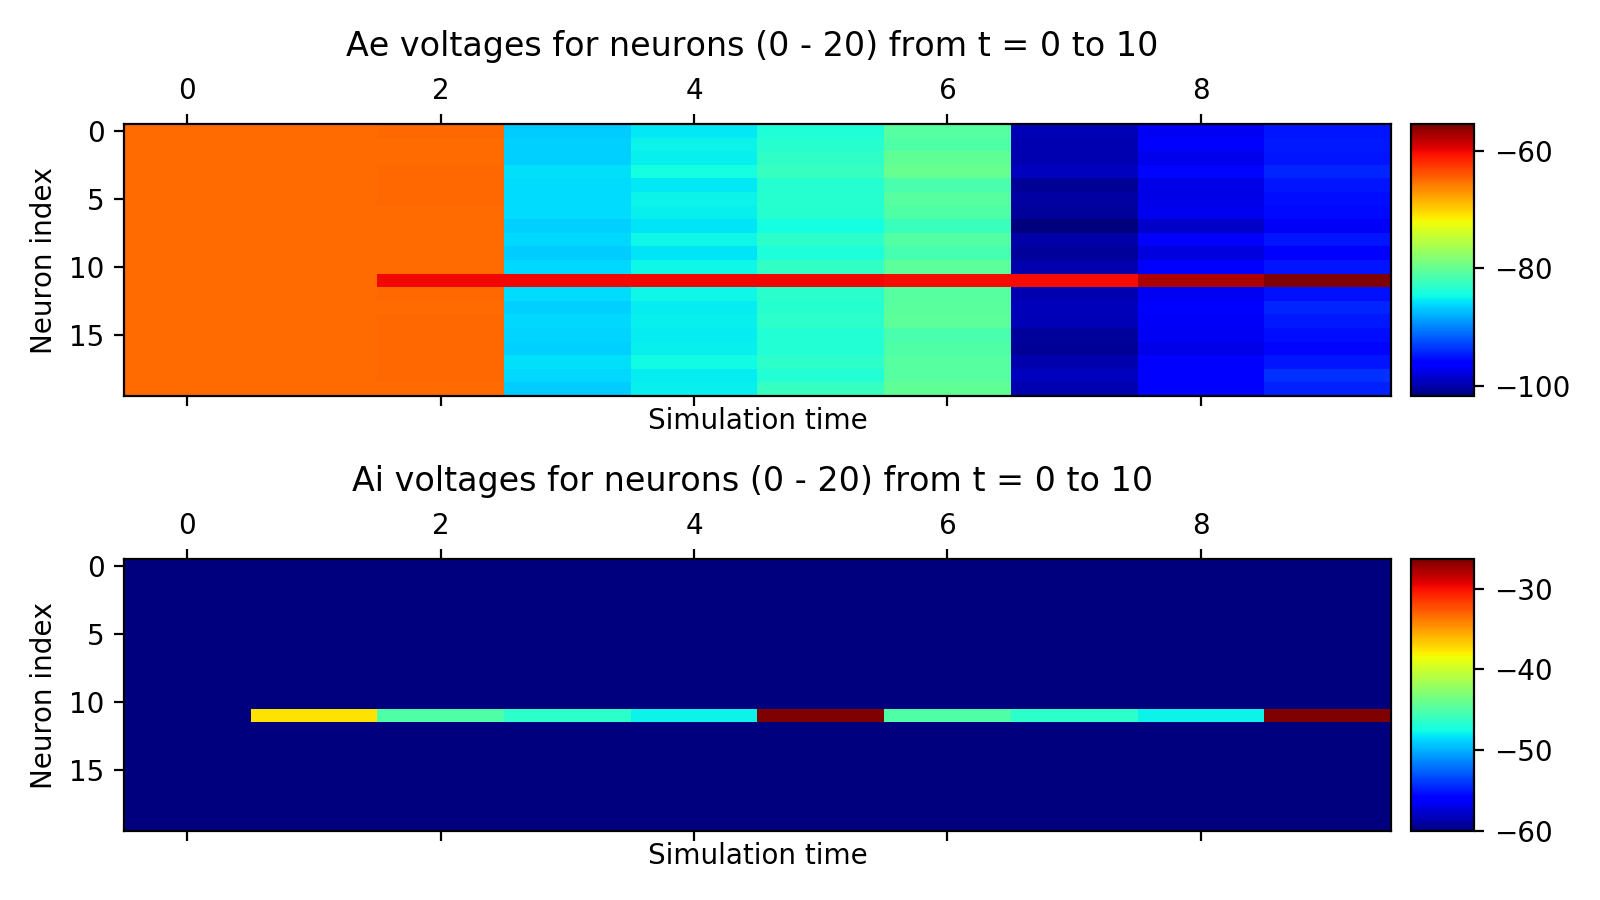 Ae voltages for neurons (0 - 20) from t = 0 to 10
0 2 4 6 8
Neuron index
0
5
10
15
−60
−80
−100
Simulation time
Ai voltages for neurons (0 - 20) from t = 0 to 10
0 2 4 6 8
Neuron index
0
5
10
15
−30
−40
−50
−60
Simulation time